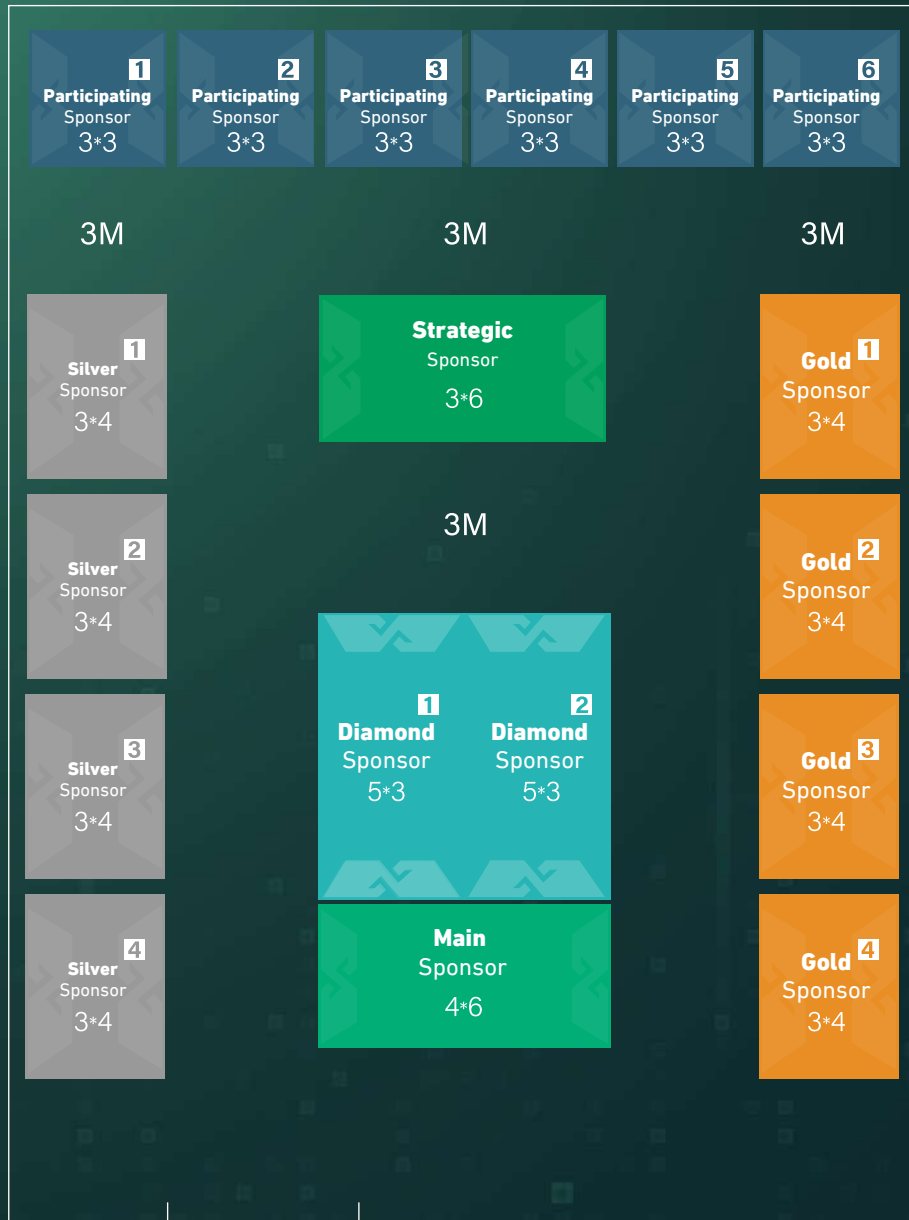 1
Participating
Sponsor
3*3
2
Participating
Sponsor
3*3
3
Participating
Sponsor
3*3
4
Participating
Sponsor
3*3
5
Participating
Sponsor
3*3
6
Participating
Sponsor
3*3
3M
3M
3M
1
Silver
Sponsor
3*4
Strategic
Sponsor
3*6
1
Gold
Sponsor
3*4
3M
2
Silver
Sponsor
3*4
2
Gold
Sponsor
3*4
1
Diamond
Sponsor
5*3
2
Diamond
Sponsor
5*3
3
Silver
Sponsor
3*4
3
Gold
Sponsor
3*4
Main
Sponsor
4*6
4
Silver
Sponsor
3*4
4
Gold
Sponsor
3*4